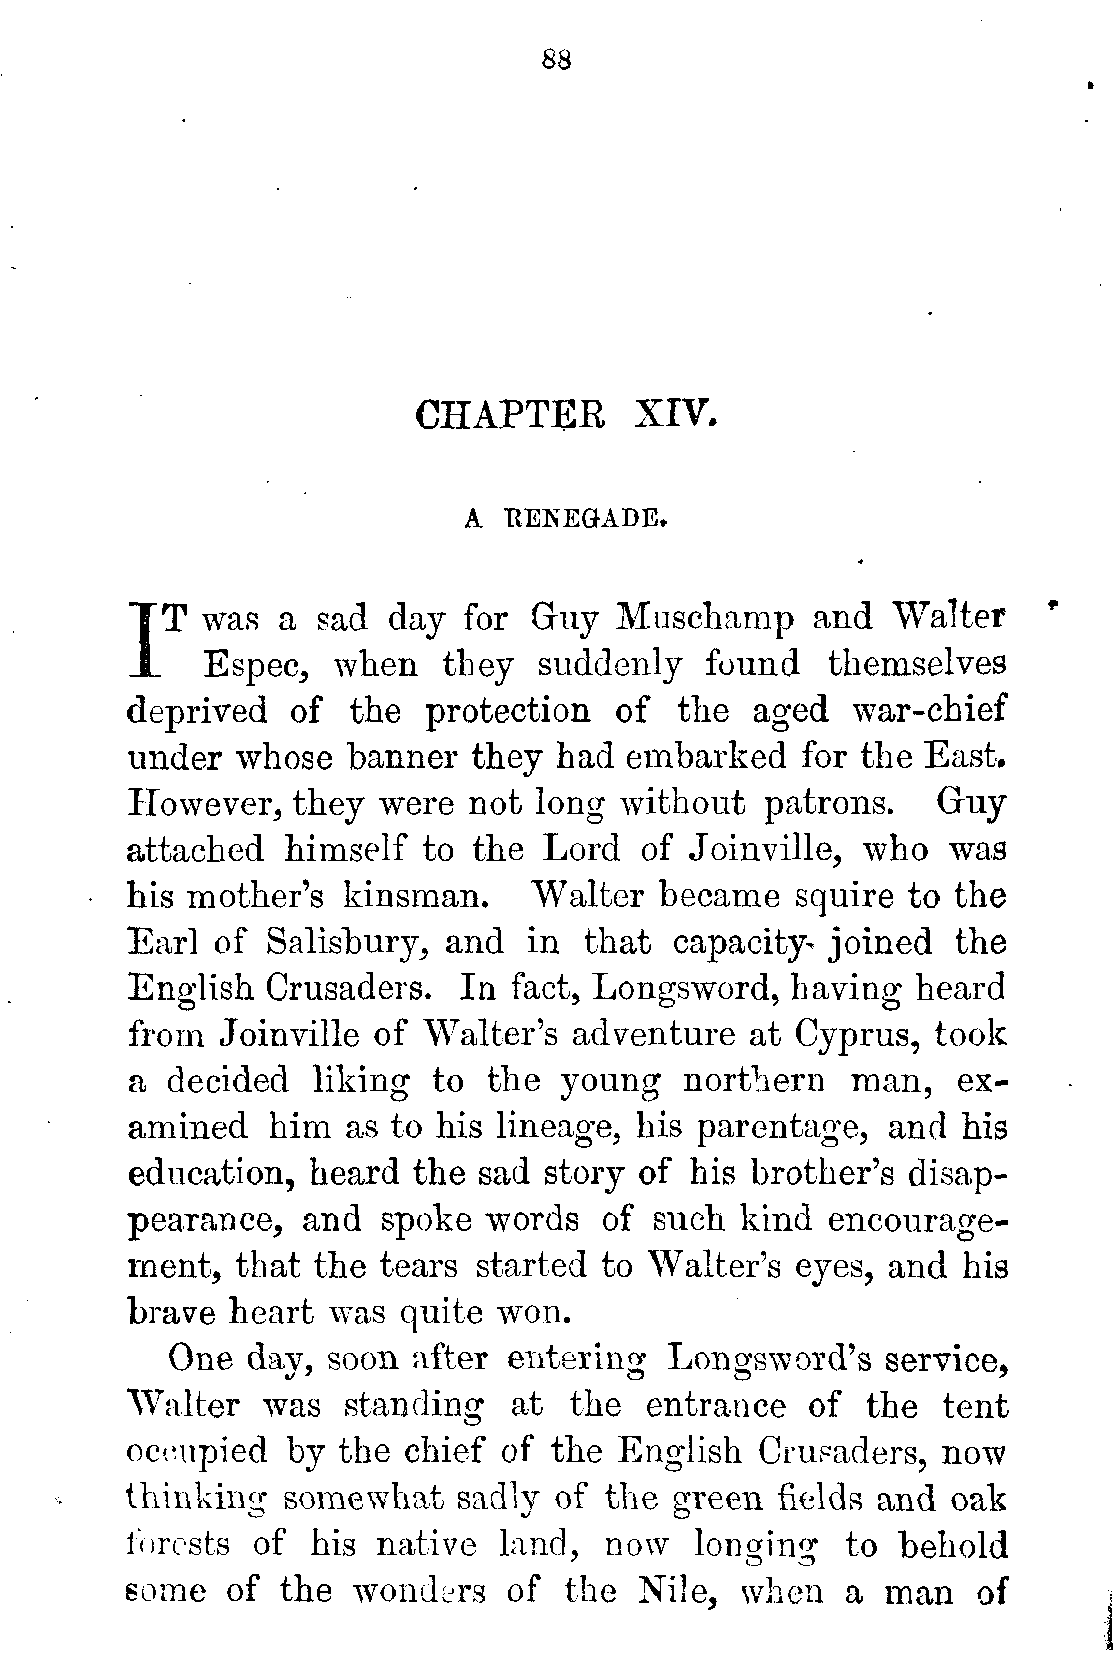 88
CHAPTER XIV.
A RENEGADE.
IT was a sad day for Guy Muschamp and Walter
Espec, when they suddenly found themselves
deprived of the protection of the aged war-chief
under whose banner they had embarked for the East.
However, they were not long without patrons. Guy
attached himself to the Lord of Joinville, who was
his mother's kinsman. Walter became squire to the
Earl of Salisbury, and in that capacity joined the
English Crusaders. In fact, Longsword, having heard
from Joinville of Walter's adventure at Cyprus, took
a decided liking to the young northern man, ex-
amined him as to his lineage, his parentage, and his
education, heard the sad story of his brother's disap-
pearance, and spoke words of such kind encourage-
ment, that the tears started to Walter's eyes, and his
brave heart was quite won.
One day, soon after entering Longsword's service,
Walter was standing at the entrance of the tent
occupied by the chief of the English Crusaders, now
thinking somewhat sadly of the green fields and oak
forests of his native land, now longing to behold
some of the wonders of the Nile, when a man of